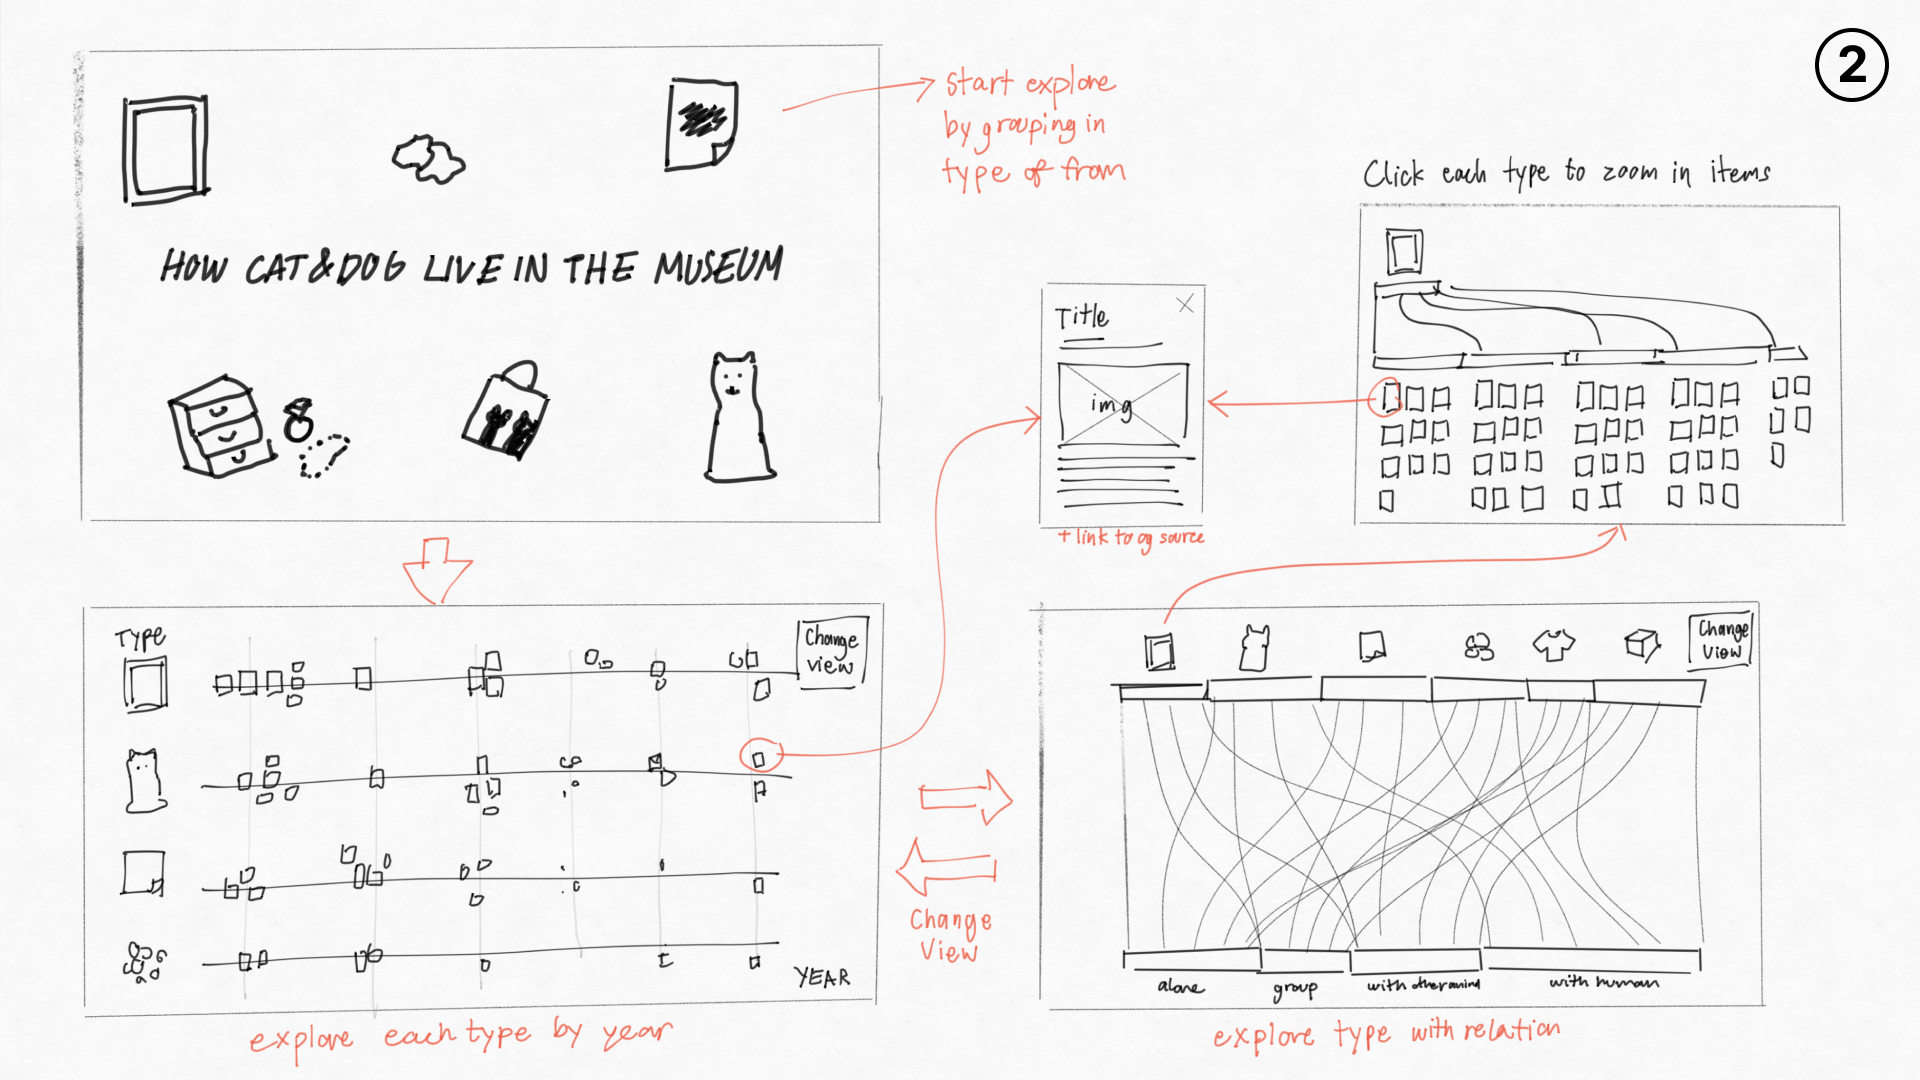 2
start explore
by grouping in
type of from
HOW CAT&DOG LIVE IN THE MUSEUM
Click each type to zoom in items
Title
img
+ link to og source
Type
Change
view
YEAR
explore each type by year
Change
View
Change
View
alone
group
with other animal
with human
explore type with relation